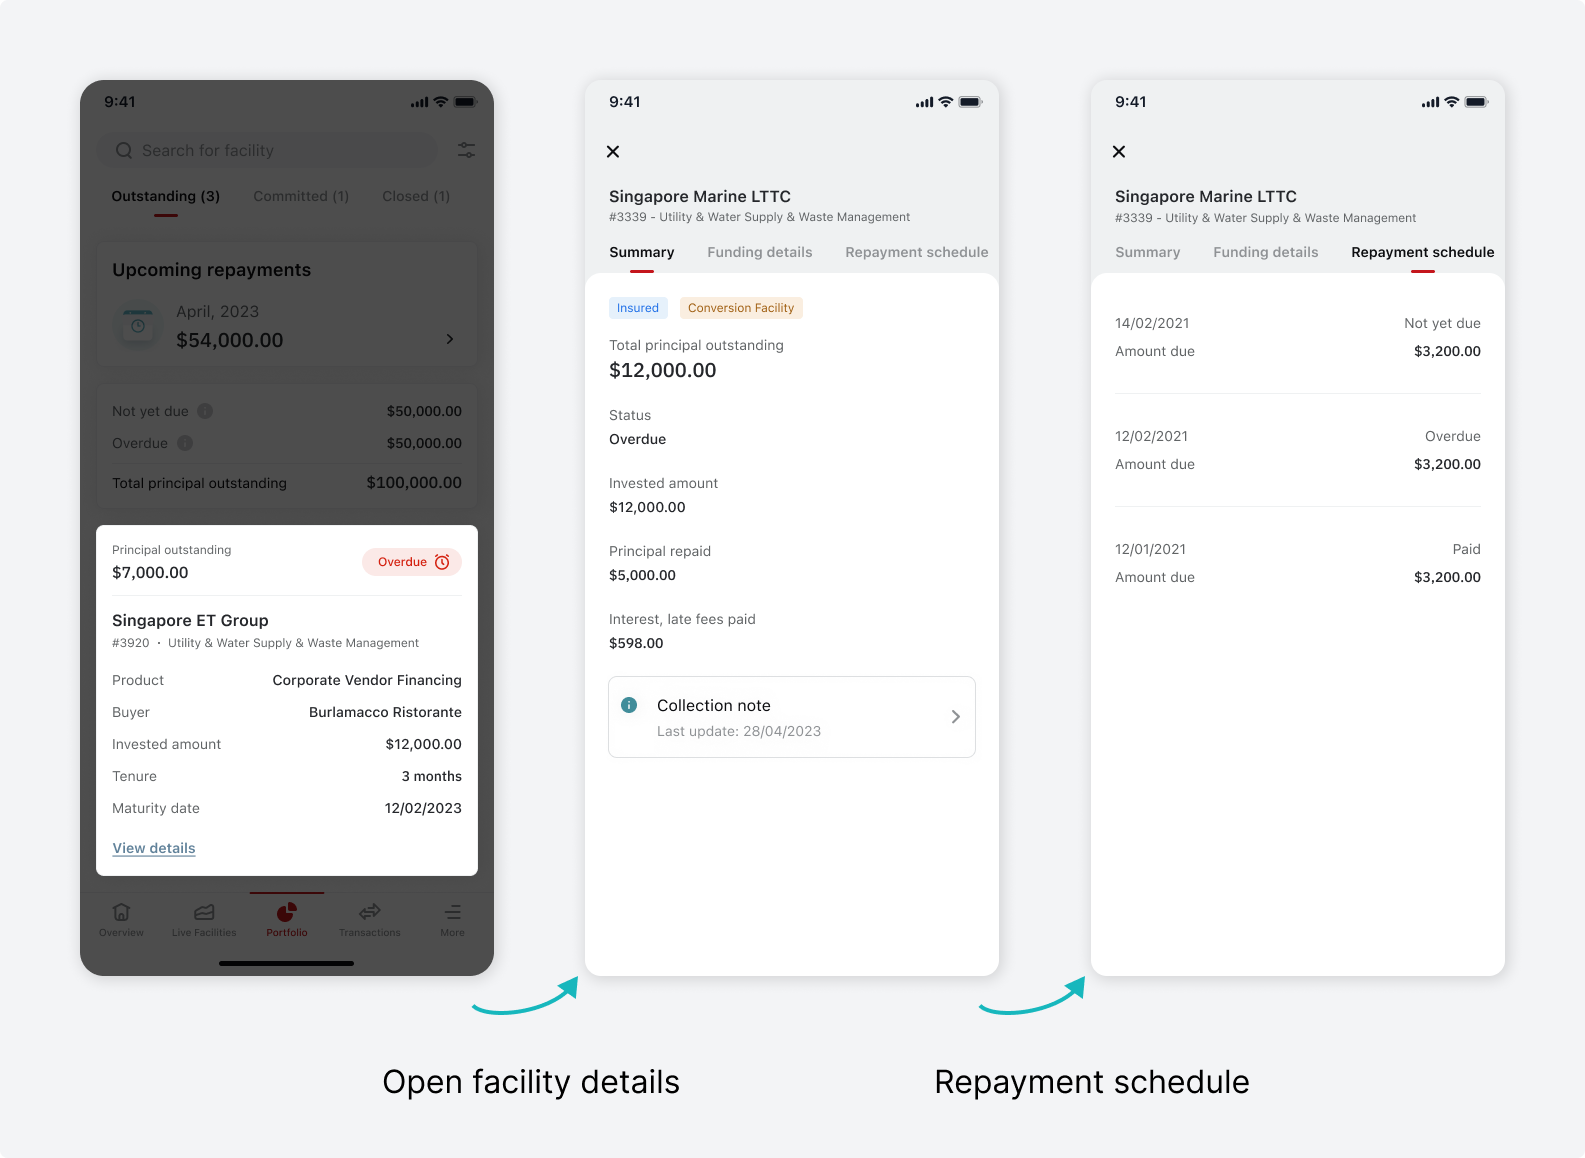 9:41
Search for facility
Outstanding (3) Committed (1) Closed (1)
Upcoming repayments
April, 2023
$54,000.00
Not yet due $50,000.00
Overdue $50,000.00
Total principal outstanding $100,000.00
Principal outstanding
$7,000.00
Overdue
Singapore ET Group
#3920 · Utility & Water Supply & Waste Management
Product Corporate Vendor Financing
Buyer Burlamacco Ristorante
Invested amount $12,000.00
Tenure 3 months
Maturity date 12/02/2023
View details
Overview Live Facilities Portfolio Transactions More
9:41
Singapore Marine LTTC
#3339 - Utility & Water Supply & Waste Management
Summary Funding details Repayment schedule
Insured Conversion Facility
Total principal outstanding
$12,000.00
Status
Overdue
Invested amount
$12,000.00
Principal repaid
$5,000.00
Interest, late fees paid
$598.00
Collection note
Last update: 28/04/2023
9:41
Singapore Marine LTTC
#3339 - Utility & Water Supply & Waste Management
Summary Funding details Repayment schedule
14/02/2021 Not yet due
Amount due $3,200.00
12/02/2021 Overdue
Amount due $3,200.00
12/01/2021 Paid
Amount due $3,200.00
Open facility details
Repayment schedule